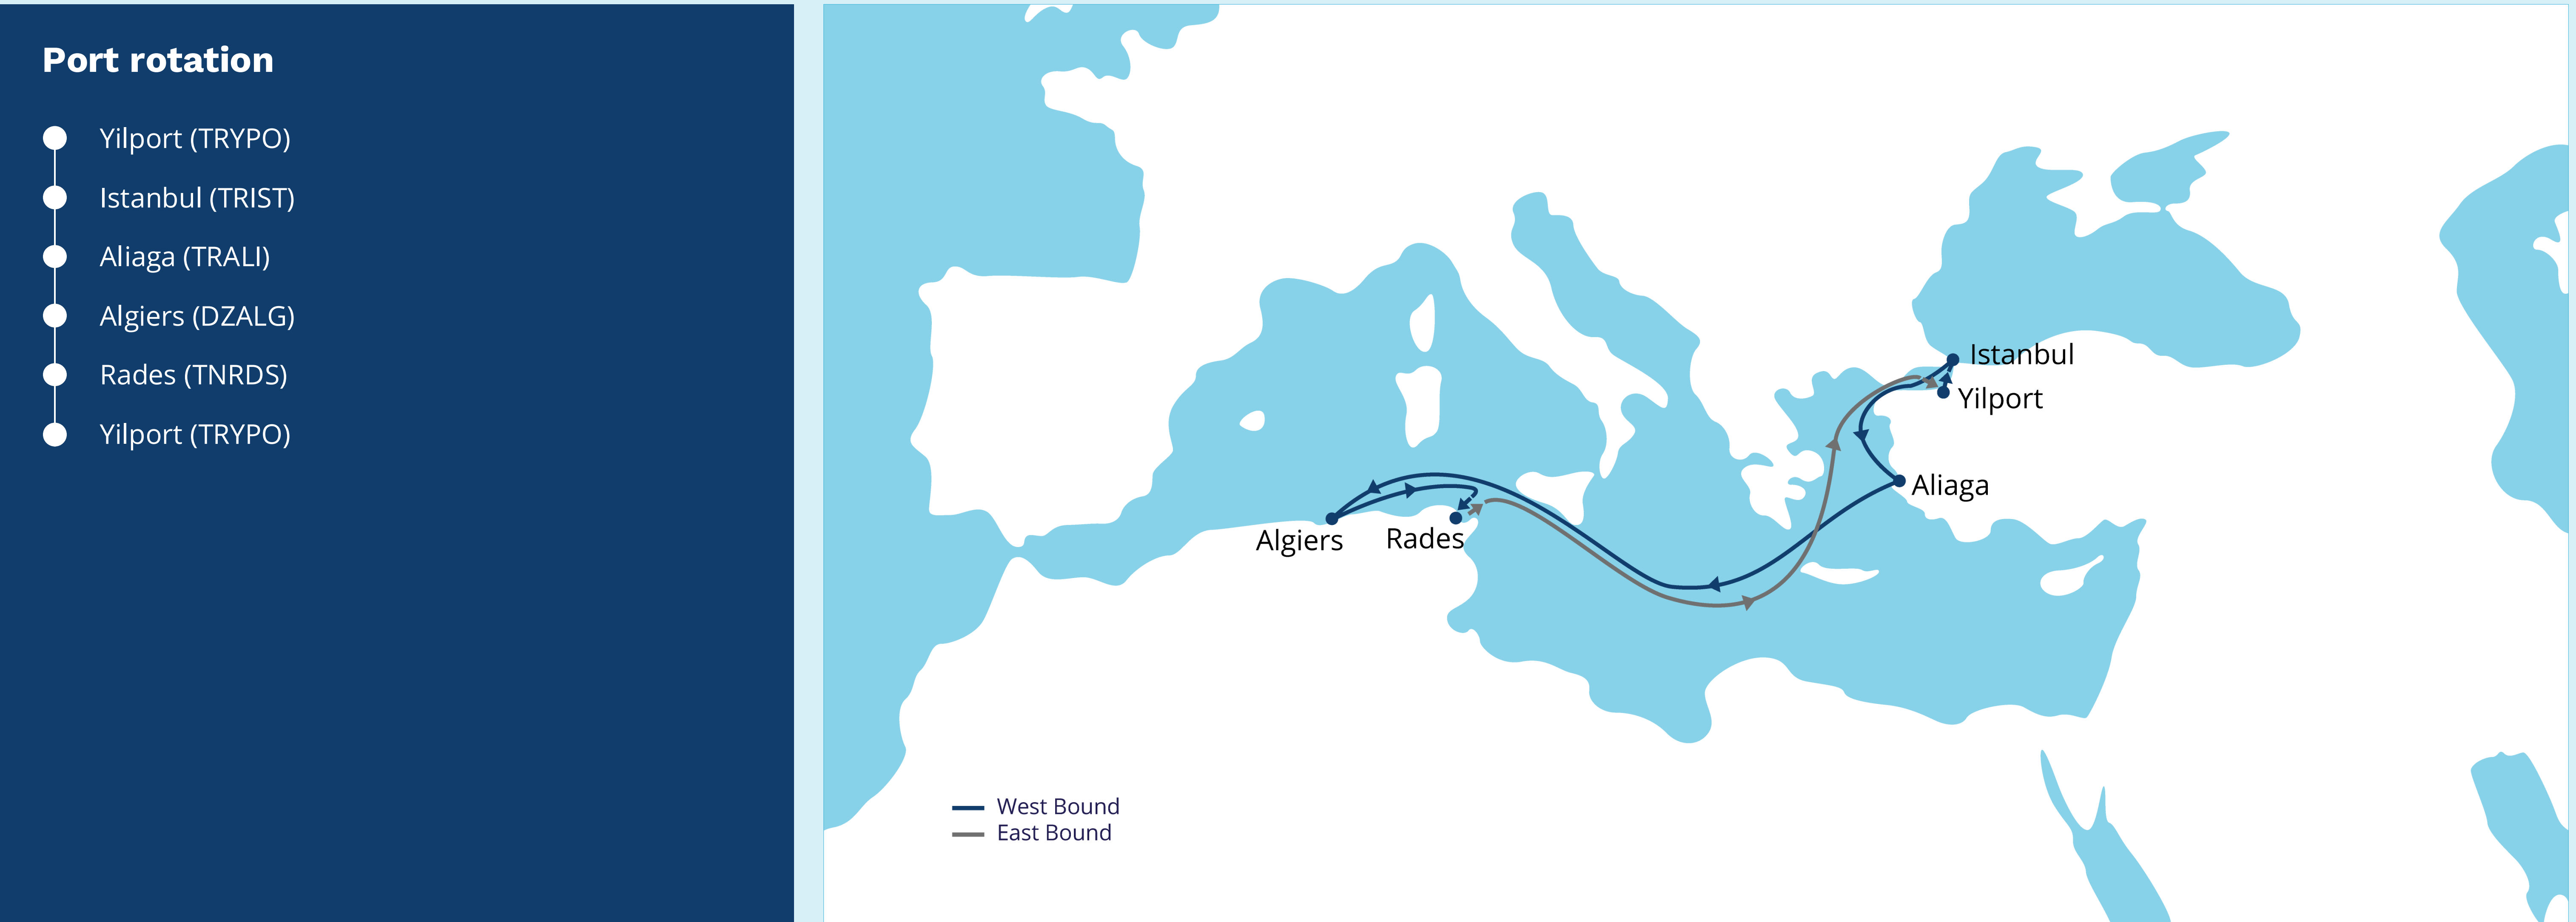 Port rotation
Yilport (TRYPO)
Istanbul (TRIST)
Aliaga (TRALI)
Algiers (DZALG)
Rades (TNRDS)
Yilport (TRYPO)
Istanbul
Yilport
Aliaga
Algiers
Rades
West Bound
East Bound